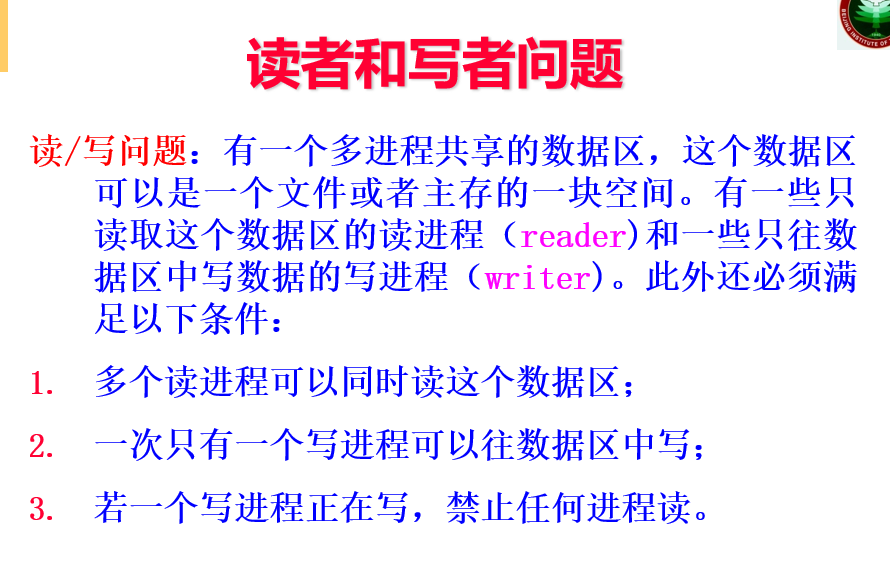 读者和写者问题
读/写问题：有一个多进程共享的数据区，这个数据区
可以是一个文件或者主存的一块空间。有一些只
读取这个数据区的读进程（reader)和一些只往数
据区中写数据的写进程（writer)。此外还必须满
足以下条件：
1. 多个读进程可以同时读这个数据区；
2. 一次只有一个写进程可以往数据区中写；
3. 若一个写进程正在写，禁止任何进程读。
BEIJING INSTITUTE OF